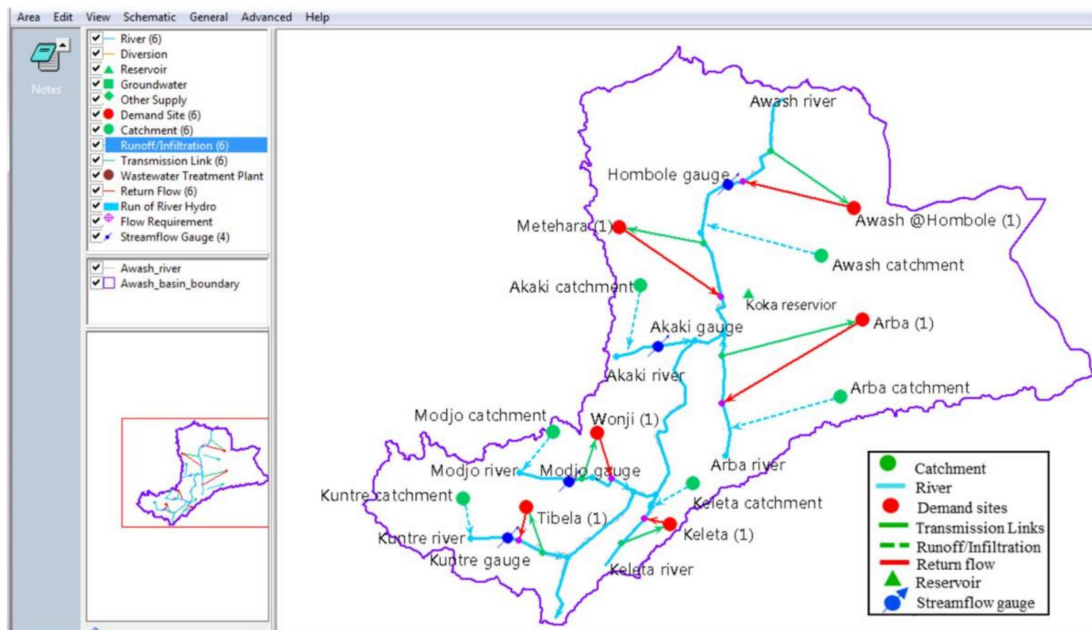 Area Edit View Schematic General Advanced Help
Notes
River (6)
Diversion
Reservoir
Groundwater
Other Supply
Demand Site (6)
Catchment (6)
Runoff/Infiltration (6)
Transmission Link (6)
Wastewater Treatment Plant
Return Flow (6)
Run of River Hydro
Flow Requirement
Streamflow Gauge (4)
Awash_river
Awash_basin_boundary
Awash river
Hombole gauge
Metehara (1)
Awash @Hombole (1)
Awash catchment
Akaki catchment
Koka reservior
Akaki gauge
Arba (1)
Akaki river
Arba catchment
Modjo catchment
Wonji (1)
Modjo river
Modjo gauge
Arba river
Kuntre catchment
Keleta catchment
Tibela (1)
Keleta (1)
Kuntre river
Kuntre gauge
Keleta river
Catchment
River
Demand sites
Transmission Links
Runoff/Infiltration
Return flow
Reservoir
Streamflow gauge